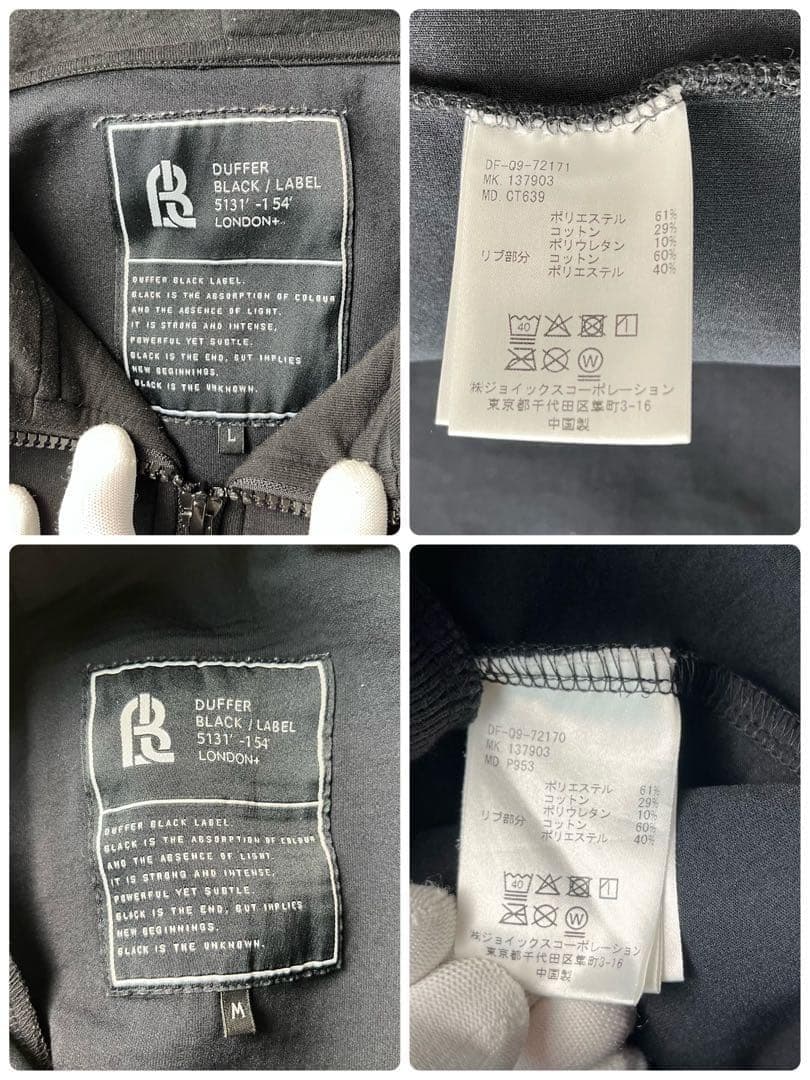 DUFFER
BLACK / LABEL
5131' -154'
LONDON+
DUFFER BLACK LABEL.
BLACK IS THE ABSORPTION OF COLOUR
AND THE ABSENCE OF LIGHT.
IT IS STRONG AND INTENSE,
POWERFUL YET SUBTLE.
BLACK IS THE END, BUT IMPLIES
NEW BEGINNINGS.
BLACK IS THE UNKNOWN.
L
DF-Q9-72171
MK. 137903
MD. CT639
ポリエステル 61%
コットン 29%
ポリウレタン 10%
リブ部分 コットン 60%
ポリエステル 40%
40
W
株ジョイックスコーポレーション
東京都千代田区隼町3-16
中国製
DUFFER
BLACK / LABEL
5131' -154'
LONDON+
DUFFER BLACK LABEL.
BLACK IS THE ABSORPTION OF COLOUR
AND THE ABSENCE OF LIGHT.
IT IS STRONG AND INTENSE,
POWERFUL YET SUBTLE.
BLACK IS THE END, BUT IMPLIES
NEW BEGINNINGS.
BLACK IS THE UNKNOWN.
M
DF-Q9-72170
MK. 137903
MD P953
ポリエステル 61%
コットン 29%
ポリウレタン 10%
リブ部分 コットン 60%
ポリエステル 40%
40
W
株ジョイックスコーポレーション
東京都千代田区隼町3-16
中国製